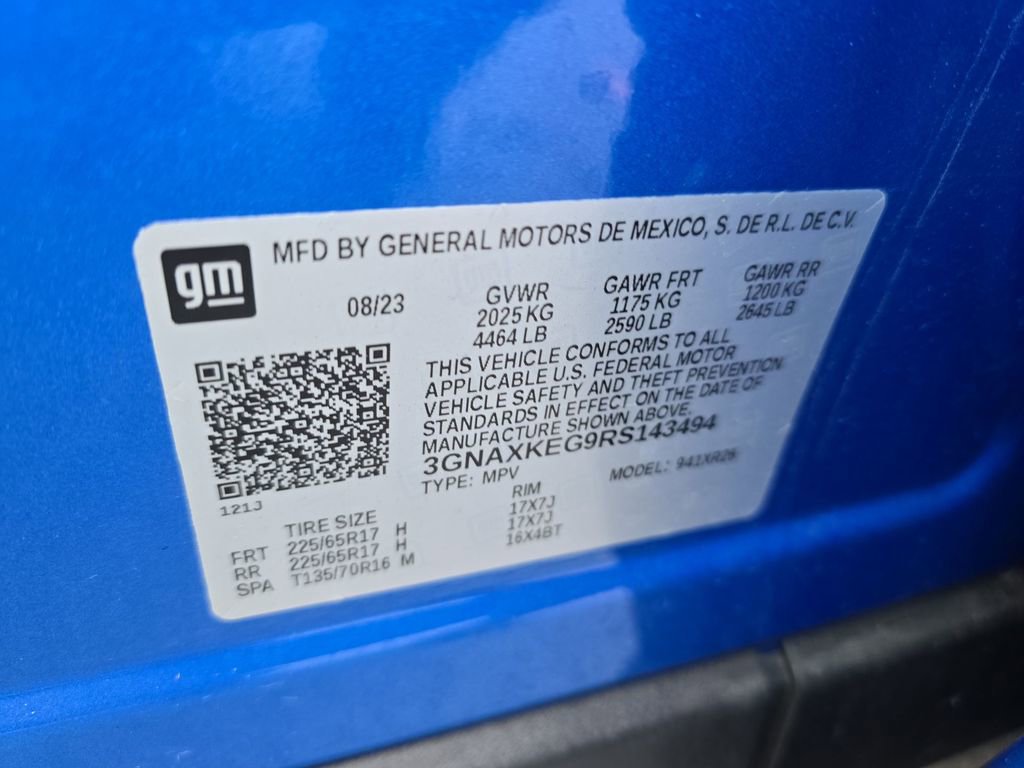 gm
MFD BY GENERAL MOTORS DE MEXICO, S. DE R.L. DE C.V.
08/23 GVWR GAWR FRT GAWR RR
2025 KG 1175 KG 1200 KG
4464 LB 2590 LB 2645 LB
THIS VEHICLE CONFORMS TO ALL
APPLICABLE U.S. FEDERAL MOTOR
VEHICLE SAFETY AND THEFT PREVENTION
STANDARDS IN EFFECT ON THE DATE OF
MANUFACTURE SHOWN ABOVE.
3GNAXKEG9RS143494
TYPE: MPV MODEL: 941XR26
121J
TIRE SIZE RIM
FRT 225/65R17 H 17X7J
RR 225/65R17 H 17X7J
SPA T135/70R16 M 16X4BT